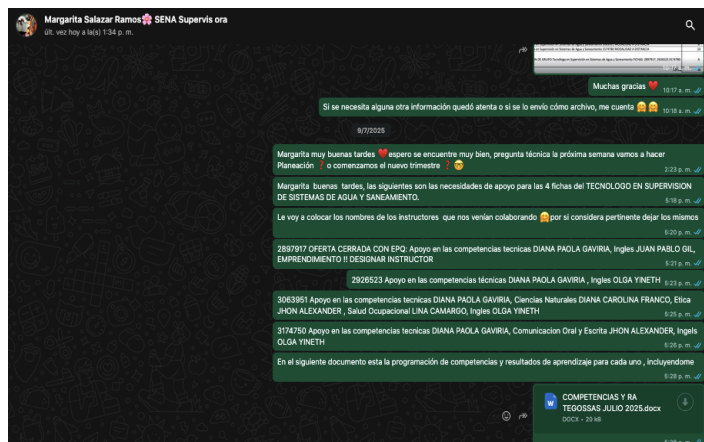 Margarita Salazar Ramos🌸 SENA Supervis ora
últ. vez hoy a la(s) 1:34 p. m.
Muchas gracias ❤️
10:17 a. m.
Si se necesita alguna otra información quedó atenta o si se lo envío cómo archivo, me cuenta 🤗🤗
10:18 a. m.
9/7/2025
Margarita muy buenas tardes ❤️espero se encuentre muy bien, pregunta técnica la próxima semana vamos a hacer
Planeación ❓ o comenzamos el nuevo trimestre ❓ 🤓
2:23 p. m.
Margarita buenas tardes, las siguientes son las necesidades de apoyo para las 4 fichas del TECNOLOGO EN SUPERVISION
DE SISTEMAS DE AGUA Y SANEAMIENTO.
5:18 p. m.
Le voy a colocar los nombres de los instructores que nos venían colaborando 🤗por si considera pertinente dejar los mismos
5:20 p. m.
2897917 OFERTA CERRADA CON EPQ: Apoyo en las competencias tecnicas DIANA PAOLA GAVIRIA, Ingles JUAN PABLO GIL,
EMPRENDIMIENTO !! DESIGNAR INSTRUCTOR
5:21 p. m.
2926523 Apoyo en las competencias técnicas DIANA PAOLA GAVIRIA , Ingles OLGA YINETH
5:23 p. m.
3063951 Apoyo en las competencias tecnicas DIANA PAOLA GAVIRIA, Ciencias Naturales DIANA CAROLINA FRANCO, Etica
JHON ALEXANDER , Salud Ocupacional LINA CAMARGO, Ingles OLGA YINETH
5:25 p. m.
3174750 Apoyo en las competencias tecnicas DIANA PAOLA GAVIRIA, Comunicacion Oral y Escrita JHON ALEXANDER, Ingels
OLGA YINETH
5:26 p. m.
En el siguiente documento esta la programación de competencias y resultados de aprendizaje para cada uno , incluyendome
5:28 p. m.
COMPETENCIAS Y RA
TEGOSSAS JULIO 2025.docx
DOCX • 20 kB